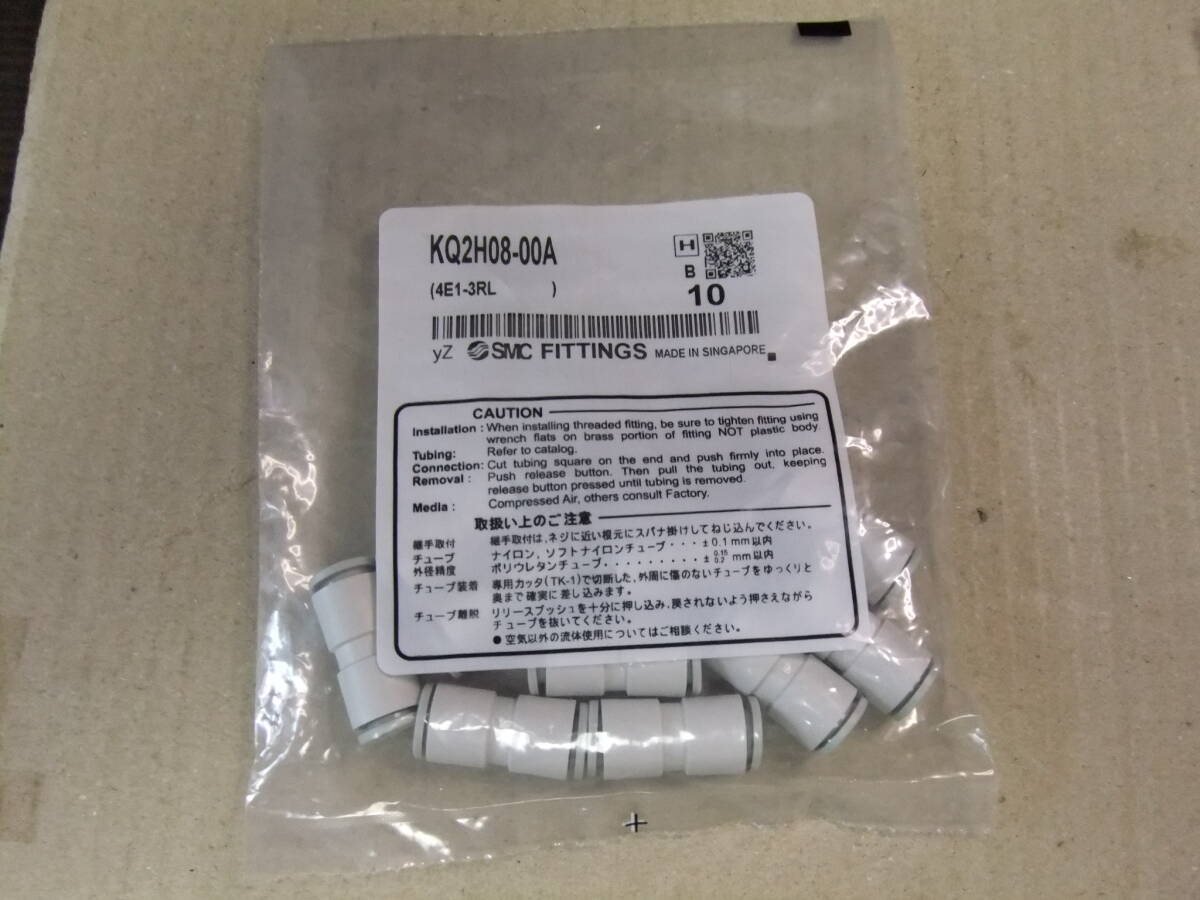 KQ2H08-00A
H
B
(4E1-3RL )
10
yZ SMC FITTINGS MADE IN SINGAPORE
CAUTION
Installation : When installing threaded fitting, be sure to tighten fitting using
wrench flats on brass portion of fitting NOT plastic body.
Tubing: Refer to catalog.
Connection: Cut tubing square on the end and push firmly into place.
Removal : Push release button. Then pull the tubing out, keeping
release button pressed until tubing is removed.
Media : Compressed Air, others consult Factory.
取扱い上のご注意
継手取付 継手取付は、ネジに近い根元にスパナ掛けしてねじ込んでください。
チューブ ナイロン、ソフトナイロンチューブ・・・±0.1mm以内
外径精度 ポリウレタンチューブ・・・・・・・・・・±0.15 0.2 mm以内
チューブ装着 専用カッタ(TK-1)で切断した、外周に傷のないチューブをゆっくりと
奥まで確実に差し込みます。
チューブ離脱 リリースブッシュを十分に押し込み、戻されないよう押さえながら
チューブを抜いてください。
●空気以外の流体使用についてはご相談ください。